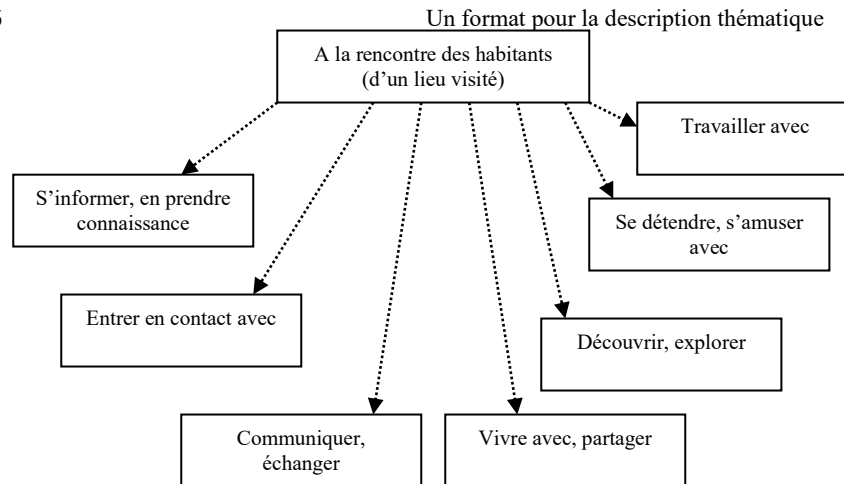 Un format pour la description thématique
A la rencontre des habitants
(d'un lieu visité)
Travailler avec
S'informer, en prendre
connaissance
Se détendre, s'amuser
avec
Entrer en contact avec
Découvrir, explorer
Communiquer,
échanger
Vivre avec, partager